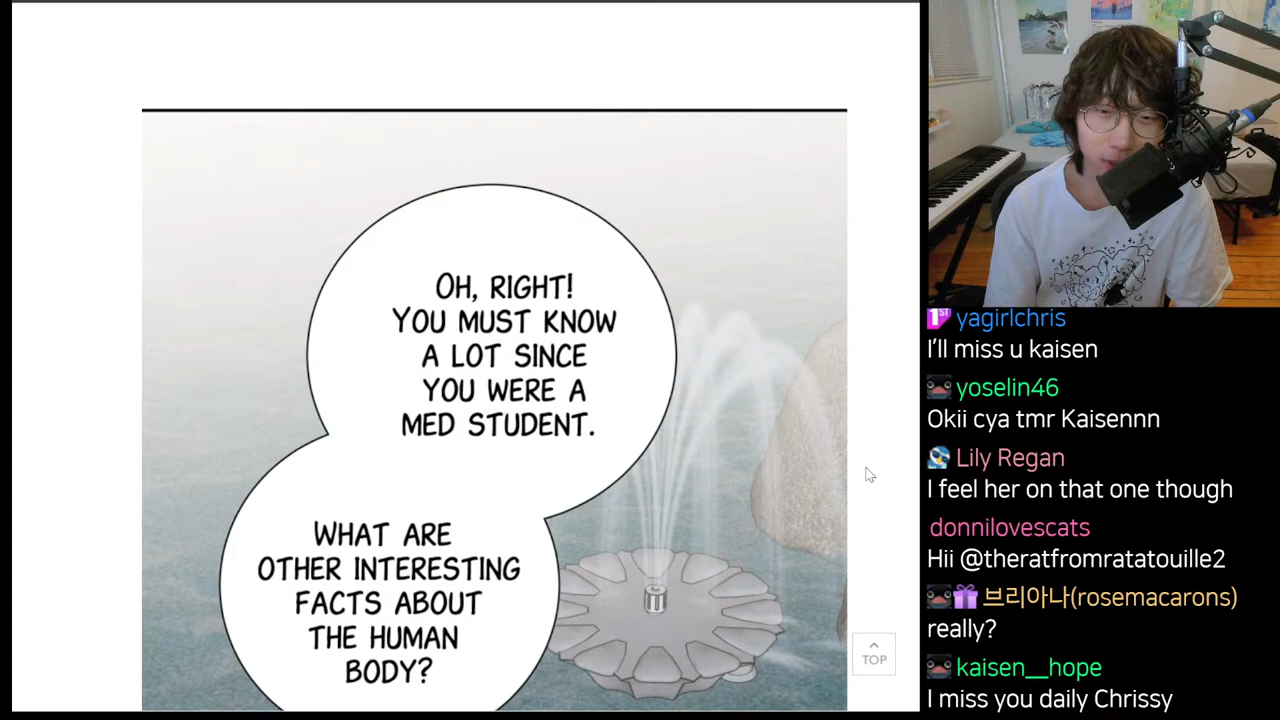 OH, RIGHT!
YOU MUST KNOW
A LOT SINCE
YOU WERE A
MED STUDENT.
WHAT ARE
OTHER INTERESTING
FACTS ABOUT
THE HUMAN
BODY?
TOP
1ST yagirlchris
I'll miss u kaisen
yoselin46
Okii cya tmr Kaisennn
Lily Regan
I feel her on that one though
donnilovescats
Hii @theratfromratatouille2
브리아나(rosemacarons)
really?
kaisen__hope
I miss you daily Chrissy